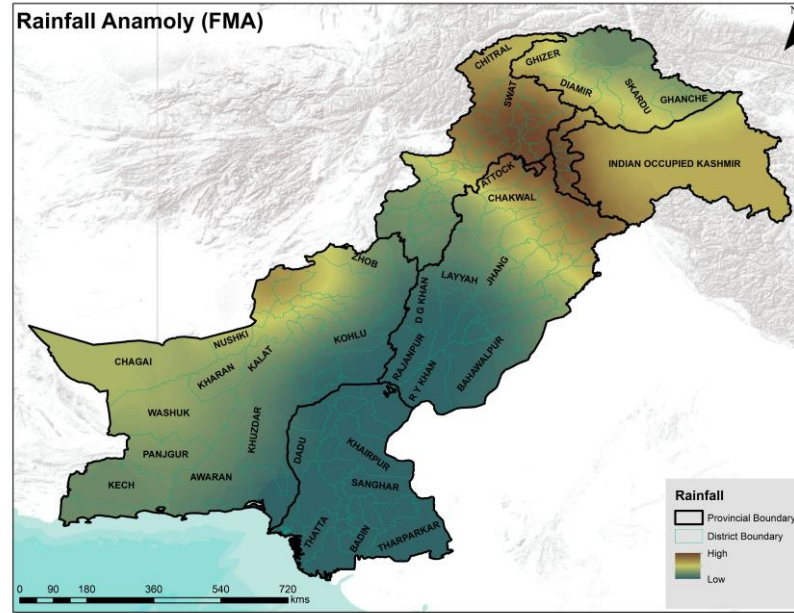 Rainfall Anamoly (FMA)
N
CHITRAL
GHIZER
DIAMIR
SKARDU
GHANCHE
SWAT
INDIAN OCCUPIED KASHMIR
ATTOCK
CHAKWAL
ZHOB
LAYYAH
JHANG
D G KHAN
NUSHKI
KOHLU
RAJANPUR
R Y KHAN
BAHAWALPUR
CHAGAI
KHARAN
KALAT
WASHUK
KHUZDAR
DADU
KHAIRPUR
PANJGUR
SANGHAR
KECH
AWARAN
THATTA
BADIN
THARPARKAR
Rainfall
Provincial Boundary
District Boundary
High
Low
0 90 180 360 540 720
kms